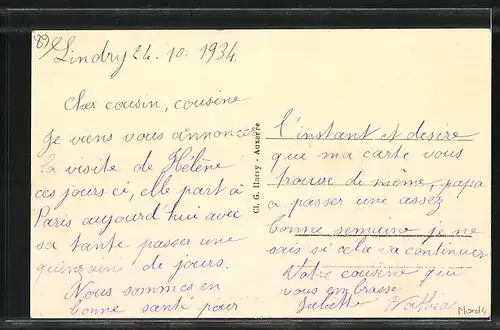 89/ Lindry 24. 10. 1934.
Cher cousin, cousine
Je viens vous annoncer
la visite de Hélène
ces jours ci, elle part à
Paris aujourd'hui avec
sa tante passer une
quinzaine de jours.
Nous sommes en
bonne santé pour
Cl. G. Harry - Auxerre
l'instant et desire
que ma carte vous
trouve de même, papa
a passer une assez
bonne semaine je ne
sais si cela va continuer
Votre cousine qui
vous embrasse
Juliette